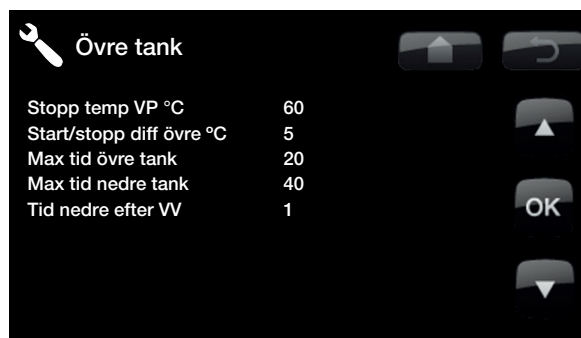 Övre tank
Stopp temp VP °C 60
Start/stopp diff övre °C 5
Max tid övre tank 20
Max tid nedre tank 40
Tid nedre efter VV 1
OK